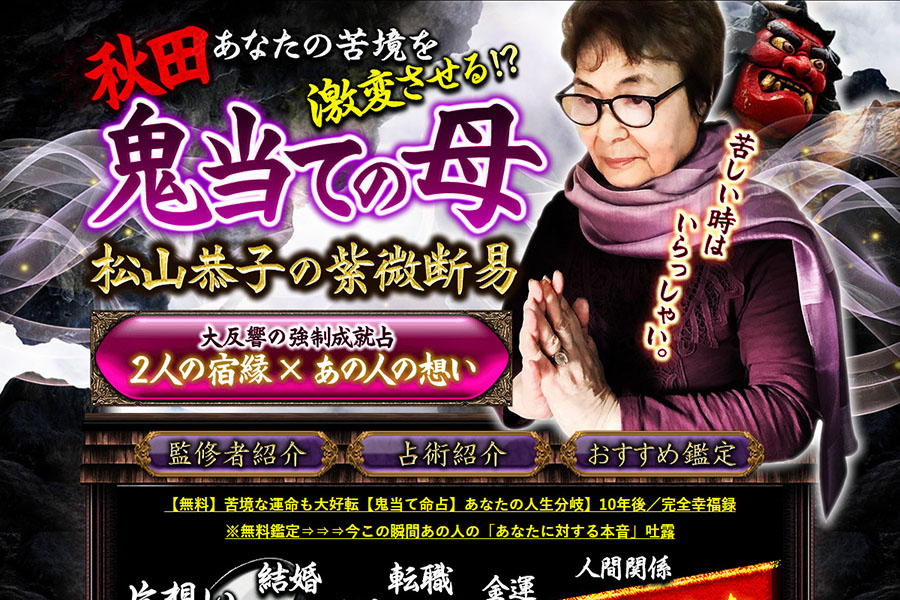 秋田
あなたの苦境を
激変させる!?
鬼当ての母
松山恭子の紫微断易
苦しい時は
いらっしゃい。
大反響の強制成就占
2人の宿縁×あの人の想い
監修者紹介
占術紹介
おすすめ鑑定
【無料】苦境な運命も大好転【鬼当て命占】あなたの人生分岐】10年後／完全幸福録
※無料鑑定⇒⇒⇒今この瞬間あの人の「あなたに対する本音」吐露
片想い
結婚
転職
金運
人間関係